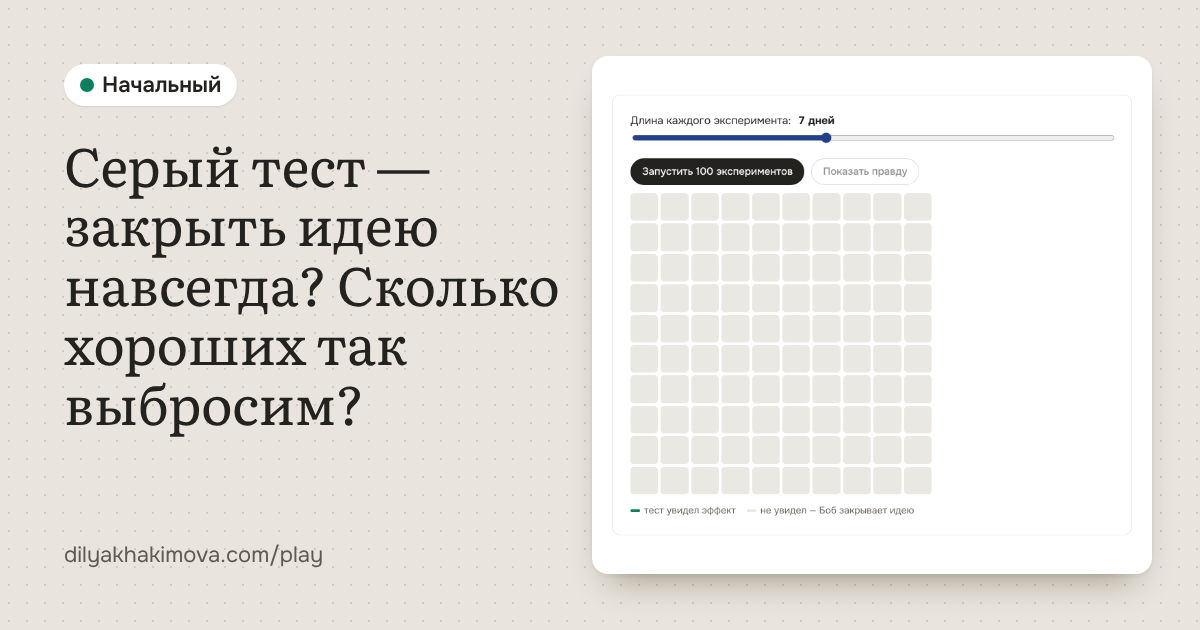 Начальный
Серый тест —
закрыть идею
навсегда? Сколько
хороших так
выбросим?
dilyakhakimova.com/play
Длина каждого эксперимента: 7 дней
Запустить 100 экспериментов
Показать правду
тест увидел эффект
не увидел — Боб закрывает идею